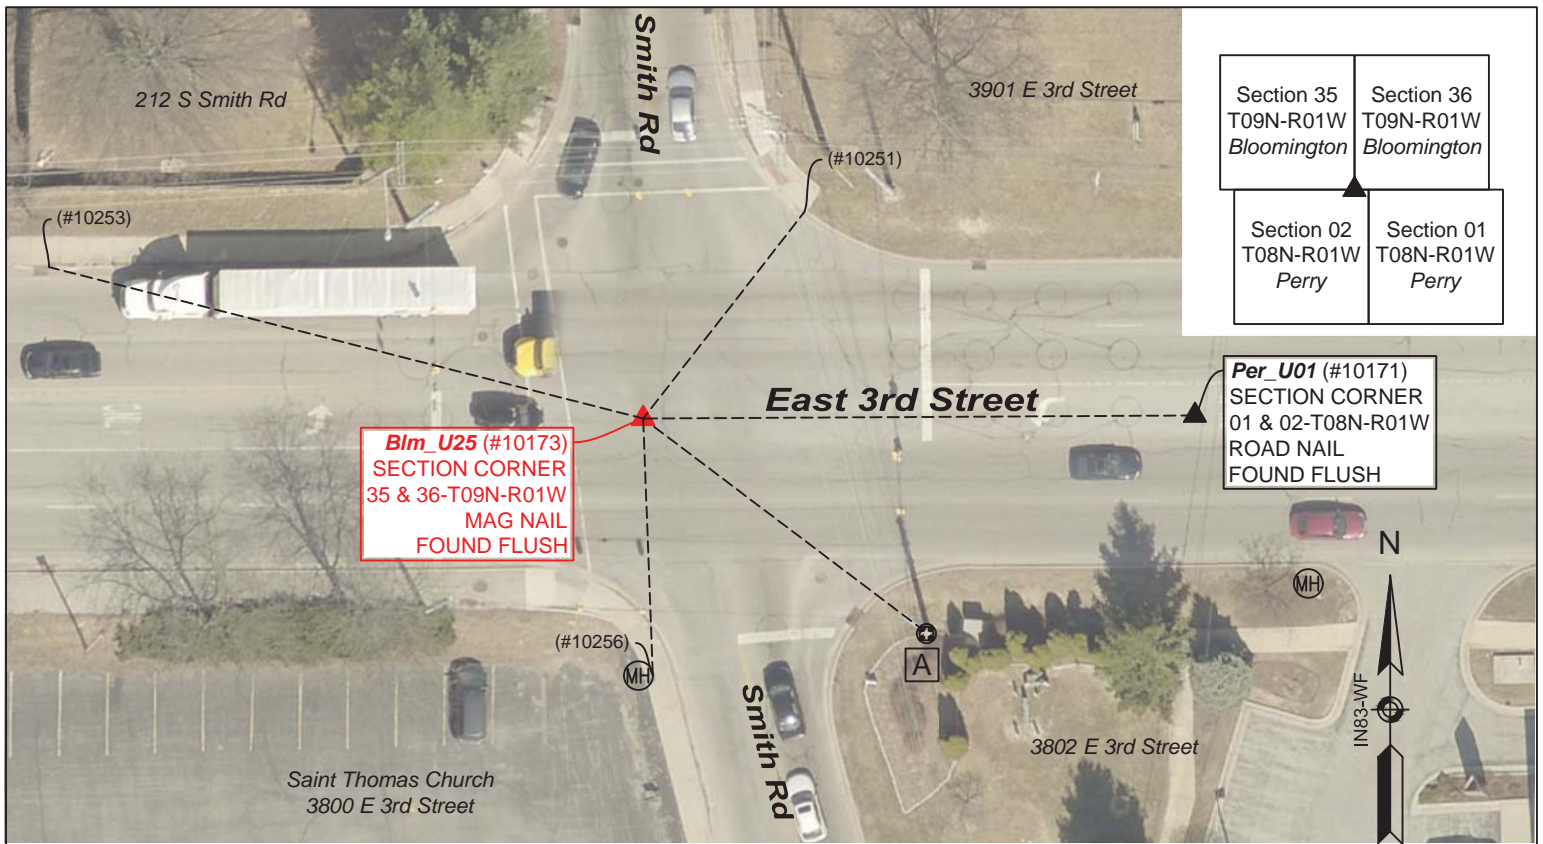 Smith Rd
212 S Smith Rd
3901 E 3rd Street
Section 35
T09N-R01W
Bloomington
Section 36
T09N-R01W
Bloomington
Section 02
T08N-R01W
Perry
Section 01
T08N-R01W
Perry
(#10251)
(#10253)
East 3rd Street
Per_U01 (#10171)
SECTION CORNER
01 & 02-T08N-R01W
ROAD NAIL
FOUND FLUSH
Blm_U25 (#10173)
SECTION CORNER
35 & 36-T09N-R01W
MAG NAIL
FOUND FLUSH
N
MH
(#10256)
MH
A
IN83-WF
Smith Rd
3802 E 3rd Street
Saint Thomas Church
3800 E 3rd Street